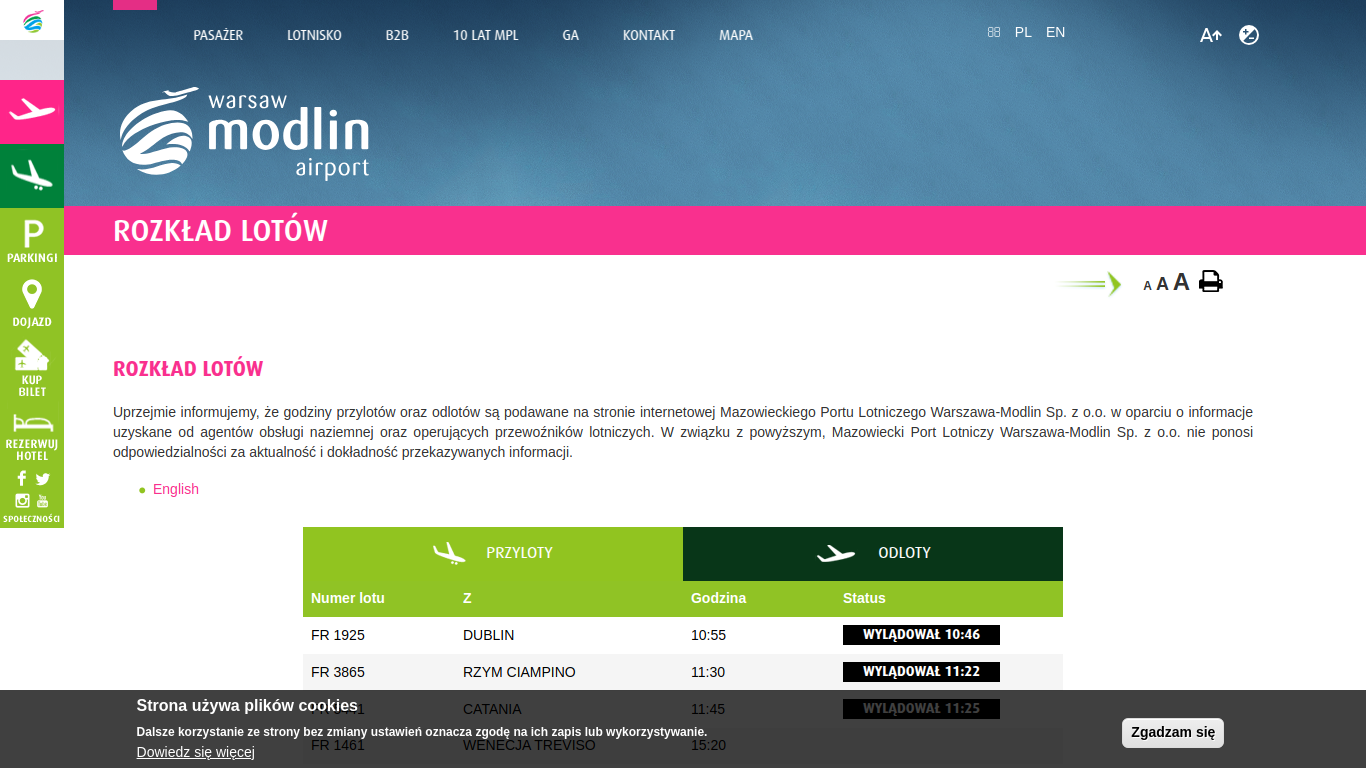 PASAŻER LOTNISKO B2B 10 LAT MPL GA KONTAKT MAPA
PL EN
A
warsaw
modlin
airport
ROZKŁAD LOTÓW
A A A
P
PARKINGI
DOJAZD
KUP
BILET
REZERWUJ
HOTEL
SPOŁECZNOŚCI
ROZKŁAD LOTÓW
Uprzejmie informujemy, że godziny przylotów oraz odlotów są podawane na stronie internetowej Mazowieckiego Portu Lotniczego Warszawa-Modlin Sp. z o.o. w oparciu o informacje
uzyskane od agentów obsługi naziemnej oraz operujących przewoźników lotniczych. W związku z powyższym, Mazowiecki Port Lotniczy Warszawa-Modlin Sp. z o.o. nie ponosi
odpowiedzialności za aktualność i dokładność przekazywanych informacji.
English
PRZYLOTY ODLOTY
Numer lotu Z Godzina Status
FR 1925 DUBLIN 10:55 WYLĄDOWAŁ 10:46
FR 3865 RZYM CIAMPINO 11:30 WYLĄDOWAŁ 11:22
CATANIA 11:45 WYLĄDOWAŁ 11:25
FR 1461 WENECJA TREVISO 15:20
Strona używa plików cookies
Dalsze korzystanie ze strony bez zmiany ustawień oznacza zgodę na ich zapis lub wykorzystywanie.
Dowiedz się więcej
Zgadzam się